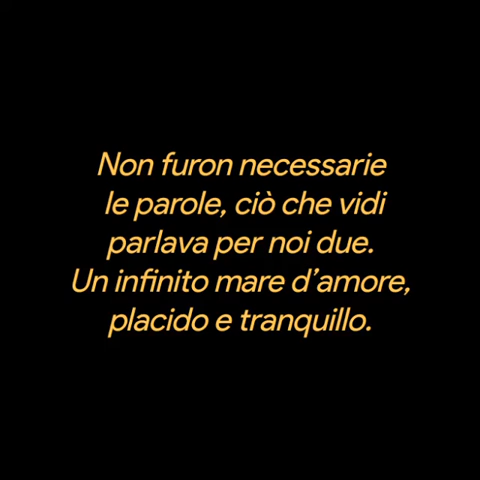 Non furon necessarie
le parole, ciò che vidi
parlava per noi due.
Un infinito mare d’amore,
placido e tranquillo.